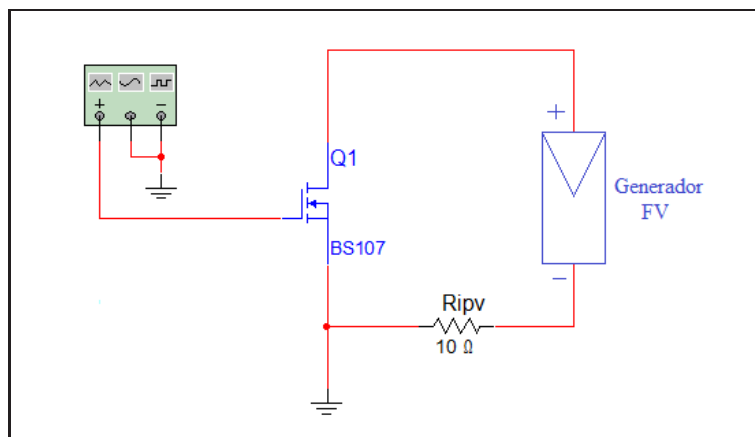 +
−
Q1
BS107
+
Generador
FV
−
Ripv
10 Ω